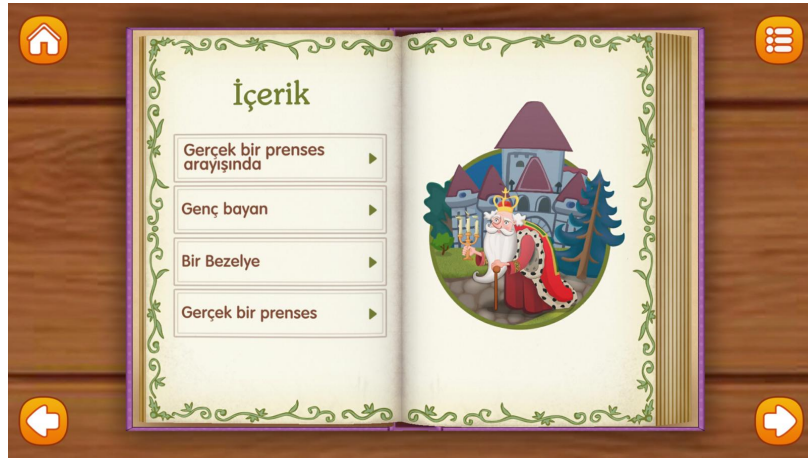 İçerik
Gerçek bir prenses
arayışında
Genç bayan
Bir Bezelye
Gerçek bir prenses